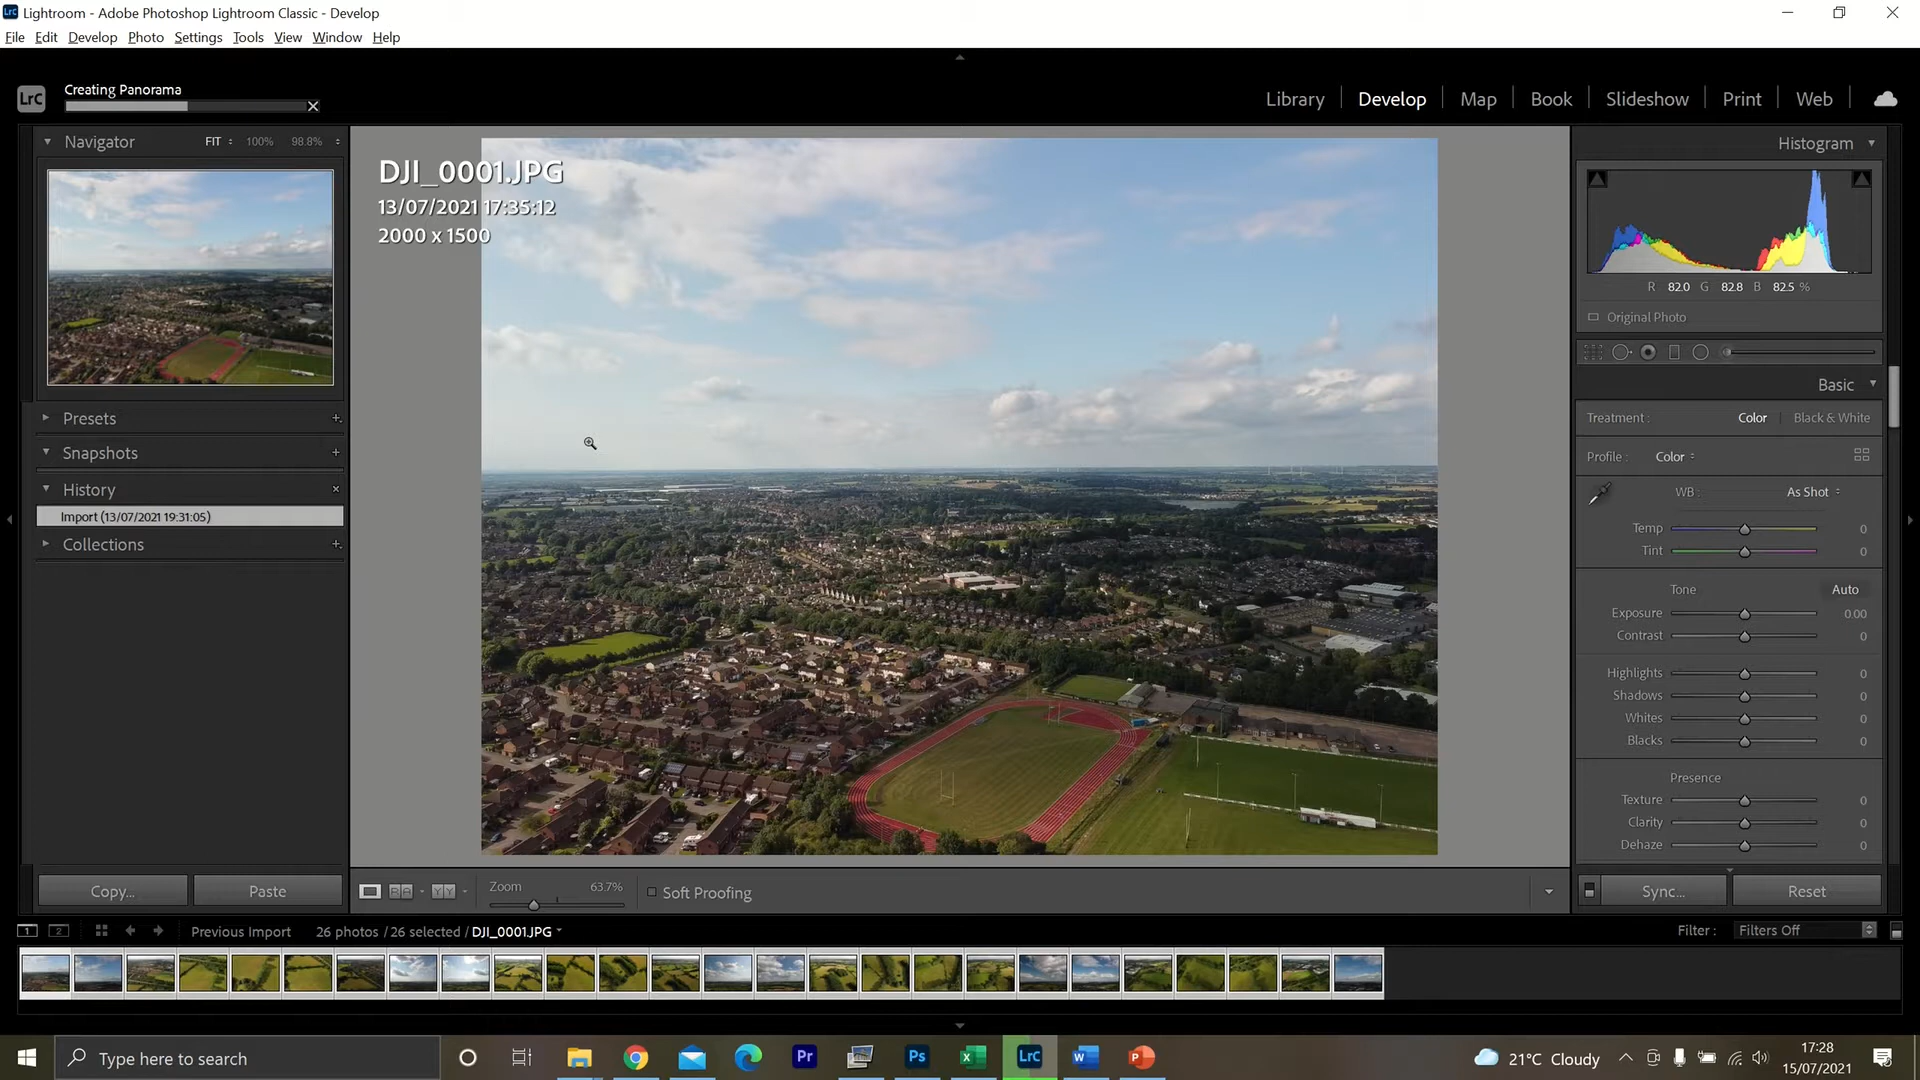 Lightroom - Adobe Photoshop Lightroom Classic - Develop
File Edit Develop Photo Settings Tools View Window Help
LrC
Creating Panorama
Library Develop Map Book Slideshow Print Web
Navigator FIT 100% 98.8%
DJI_0001.JPG
13/07/2021 17:35:12
2000 x 1500
Presets
Snapshots
History
Import (13/07/2021 19:31:05)
Collections
Copy... Paste
Zoom 63.7%
Soft Proofing
Histogram
R 82.0 G 82.8 B 82.5 %
Original Photo
Basic
Treatment : Color Black & White
Profile : Color
WB : As Shot
Temp 0
Tint 0
Tone Auto
Exposure 0.00
Contrast 0
Highlights 0
Shadows 0
Whites 0
Blacks 0
Presence
Texture 0
Clarity 0
Dehaze 0
Sync... Reset
1 2 Previous Import 26 photos / 26 selected / DJI_0001.JPG
Filter : Filters Off
Type here to search
Pr Ps LrC
21°C Cloudy
17:28
15/07/2021